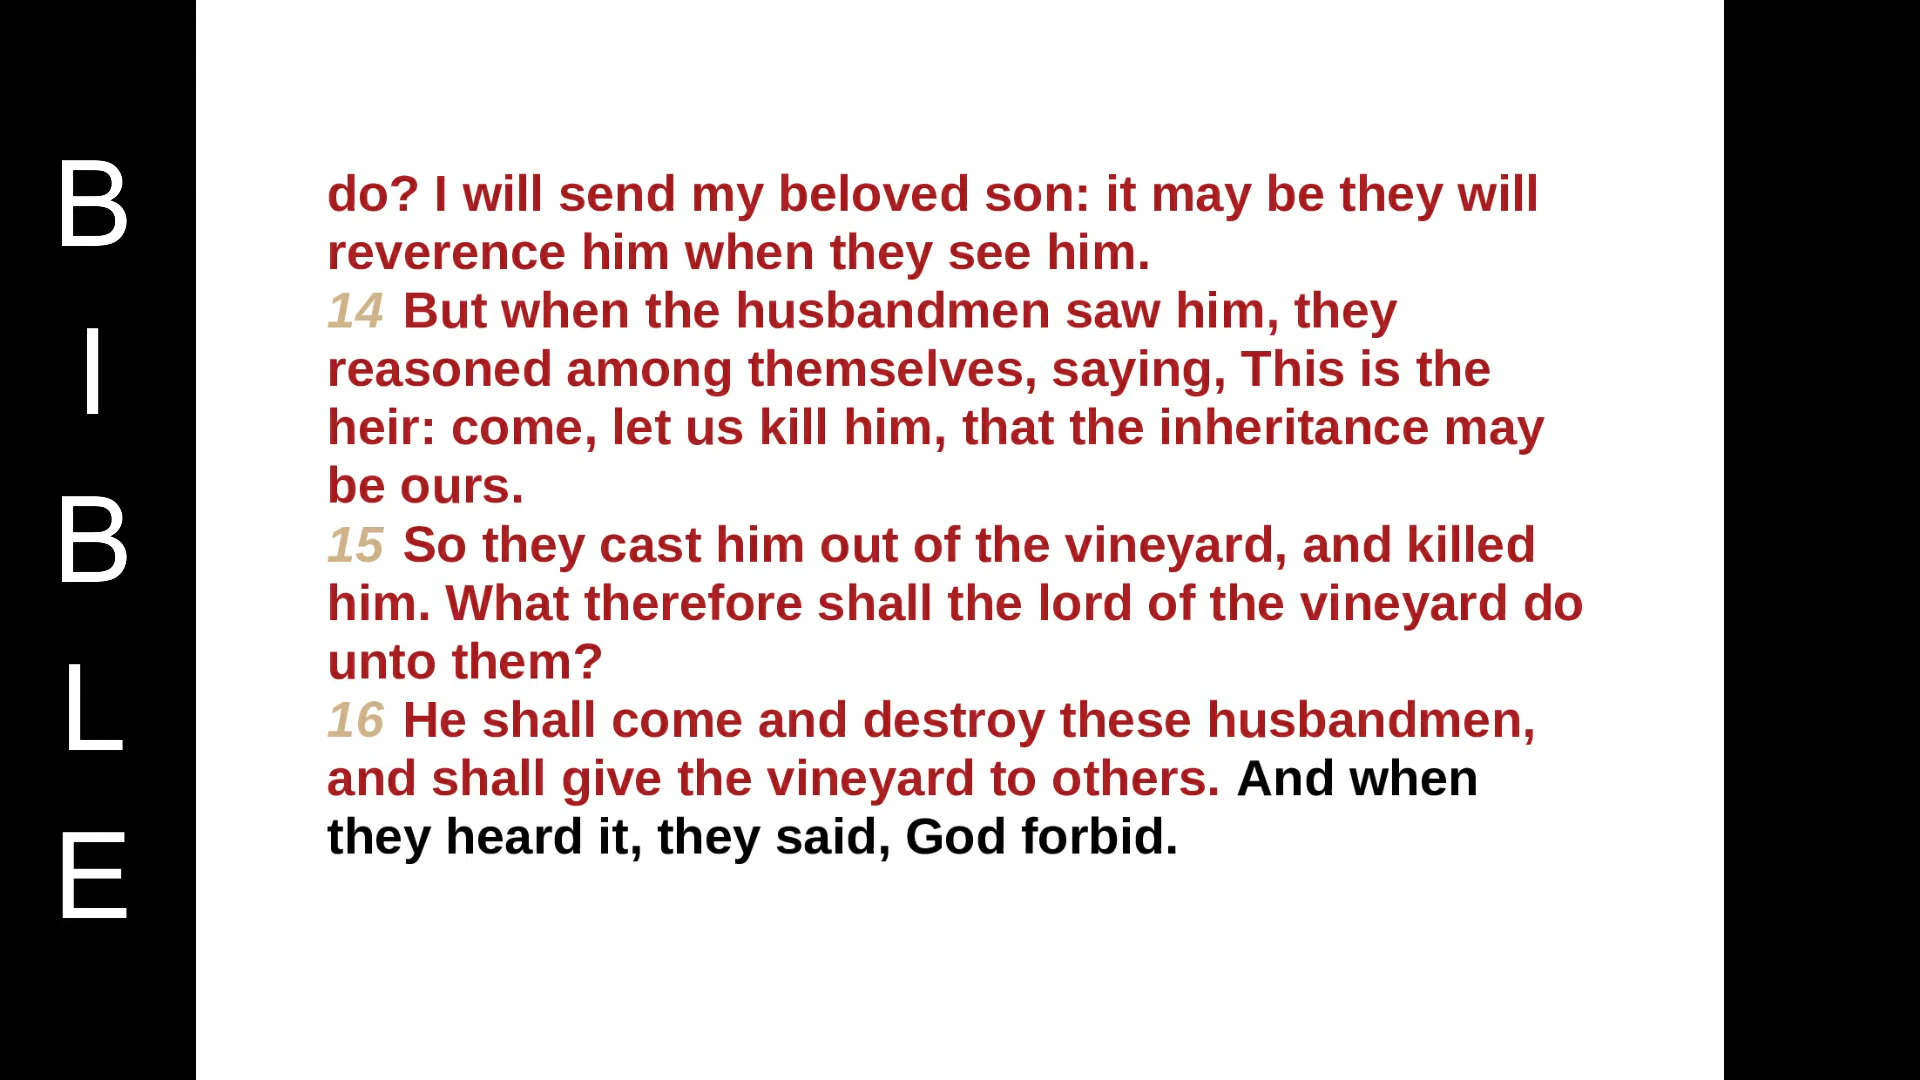 BIBLE
do? I will send my beloved son: it may be they will
reverence him when they see him.
14 But when the husbandmen saw him, they
reasoned among themselves, saying, This is the
heir: come, let us kill him, that the inheritance may
be ours.
15 So they cast him out of the vineyard, and killed
him. What therefore shall the lord of the vineyard do
unto them?
16 He shall come and destroy these husbandmen,
and shall give the vineyard to others. And when
they heard it, they said, God forbid.